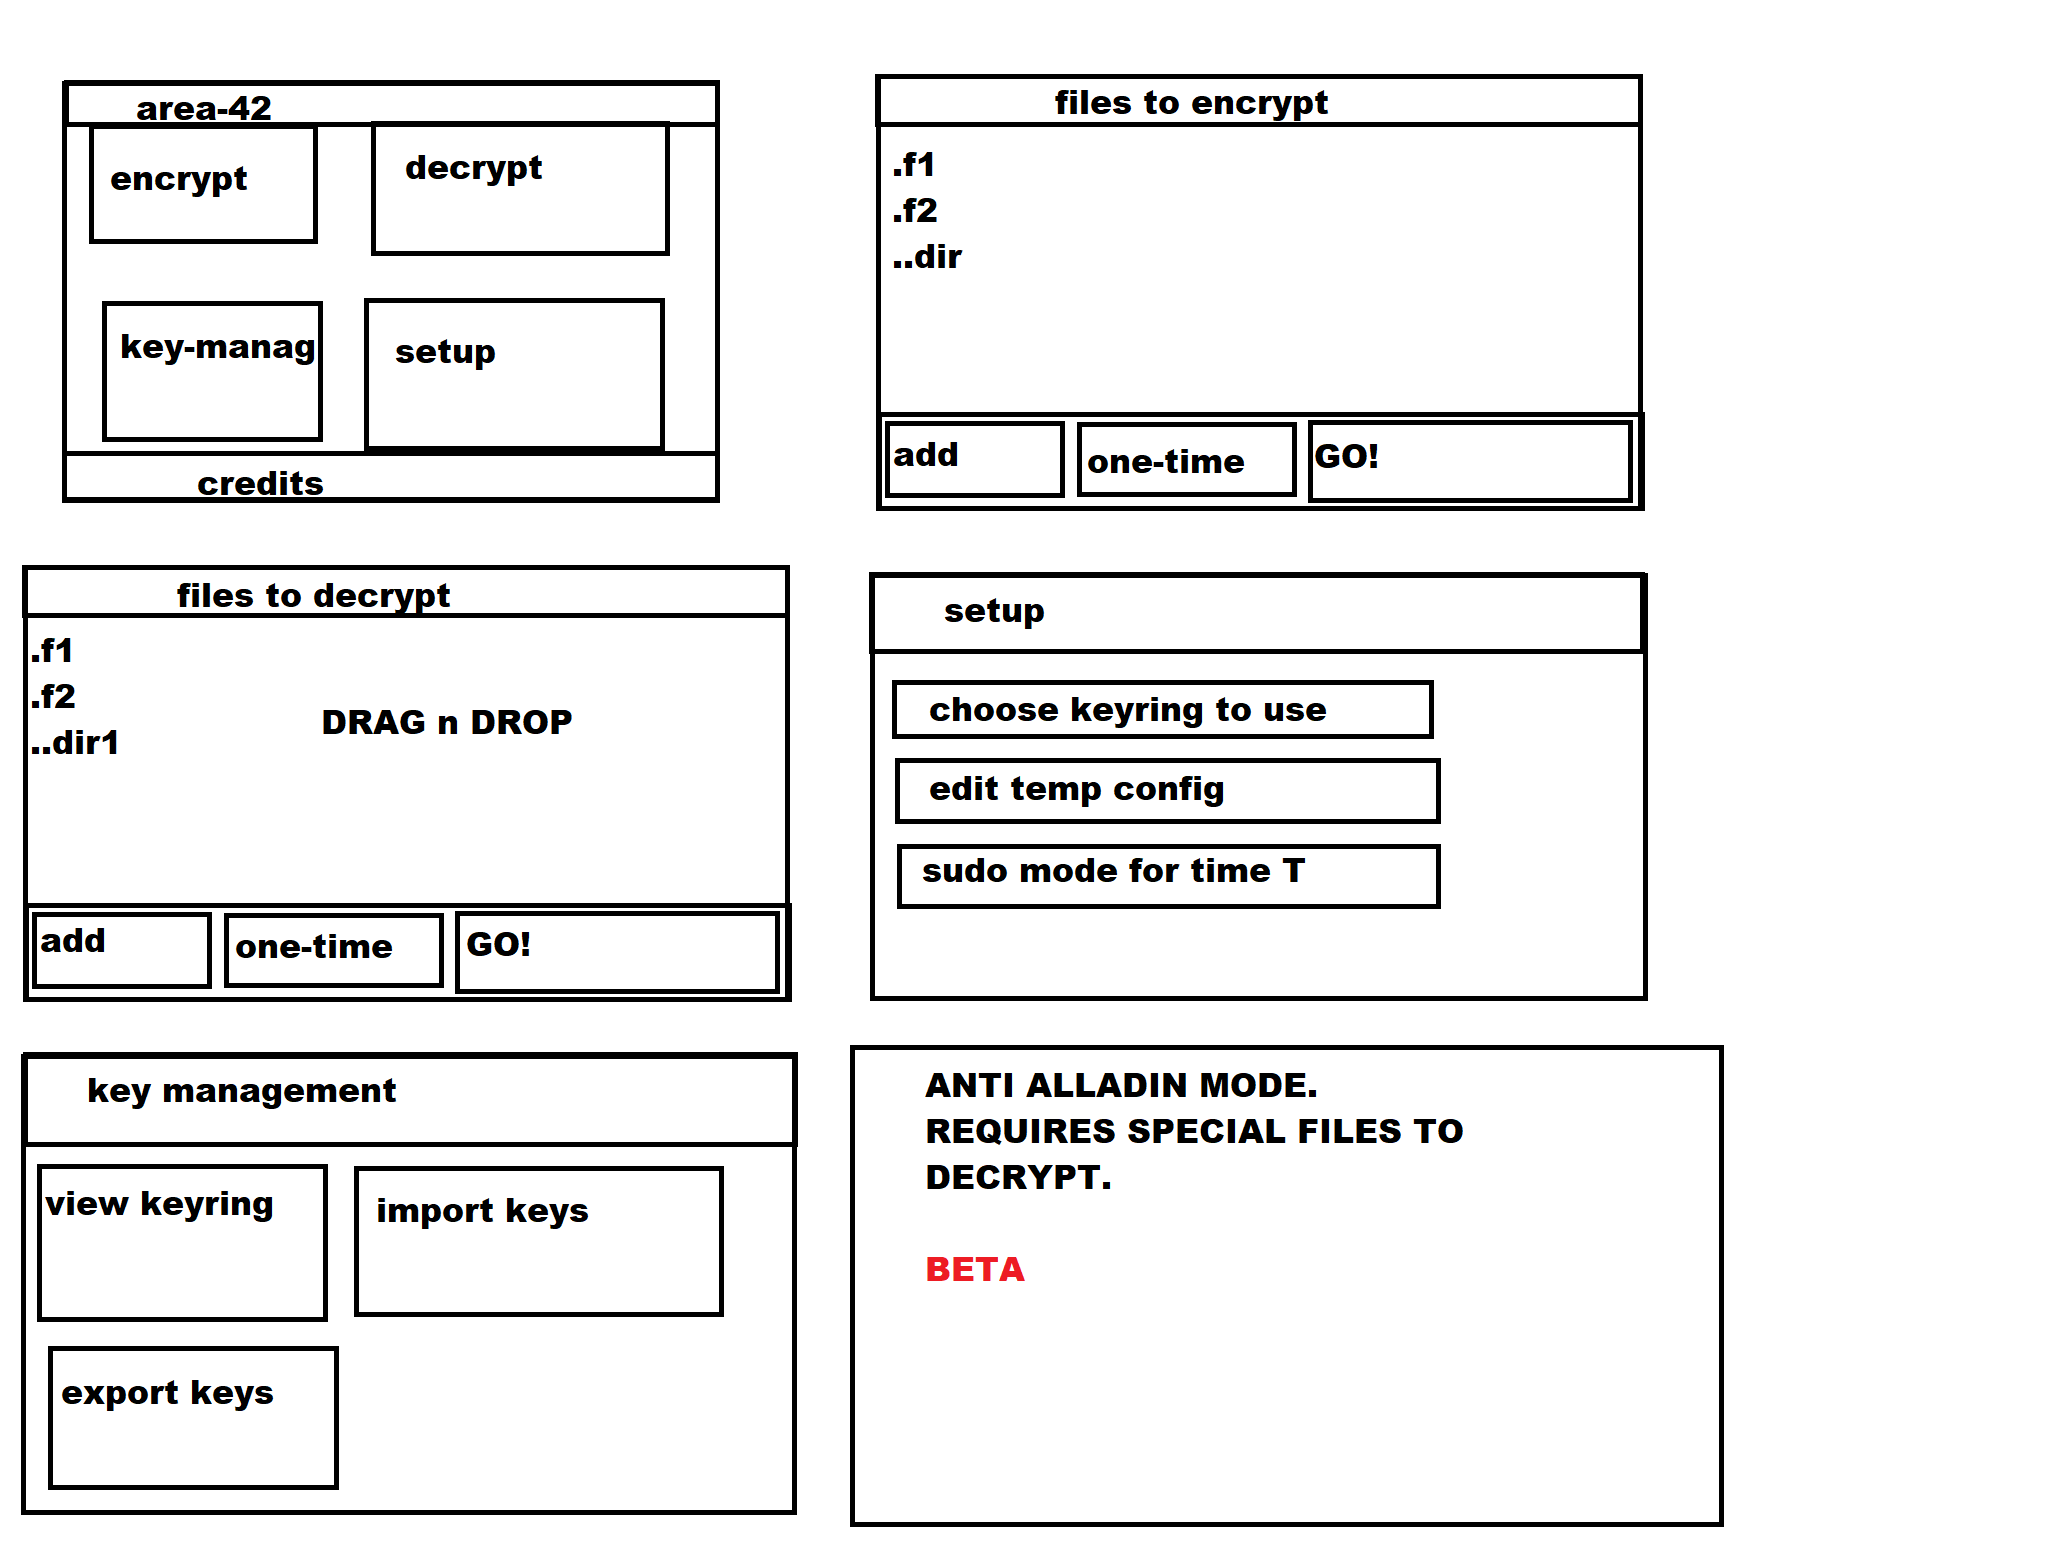 area-42
encrypt
decrypt
key-manag
setup
credits
files to encrypt
.f1
.f2
..dir
add
one-time
GO!
files to decrypt
.f1
.f2
..dir1
DRAG n DROP
add
one-time
GO!
setup
choose keyring to use
edit temp config
sudo mode for time T
key management
view keyring
import keys
export keys
ANTI ALLADIN MODE.
REQUIRES SPECIAL FILES TO
DECRYPT.
BETA